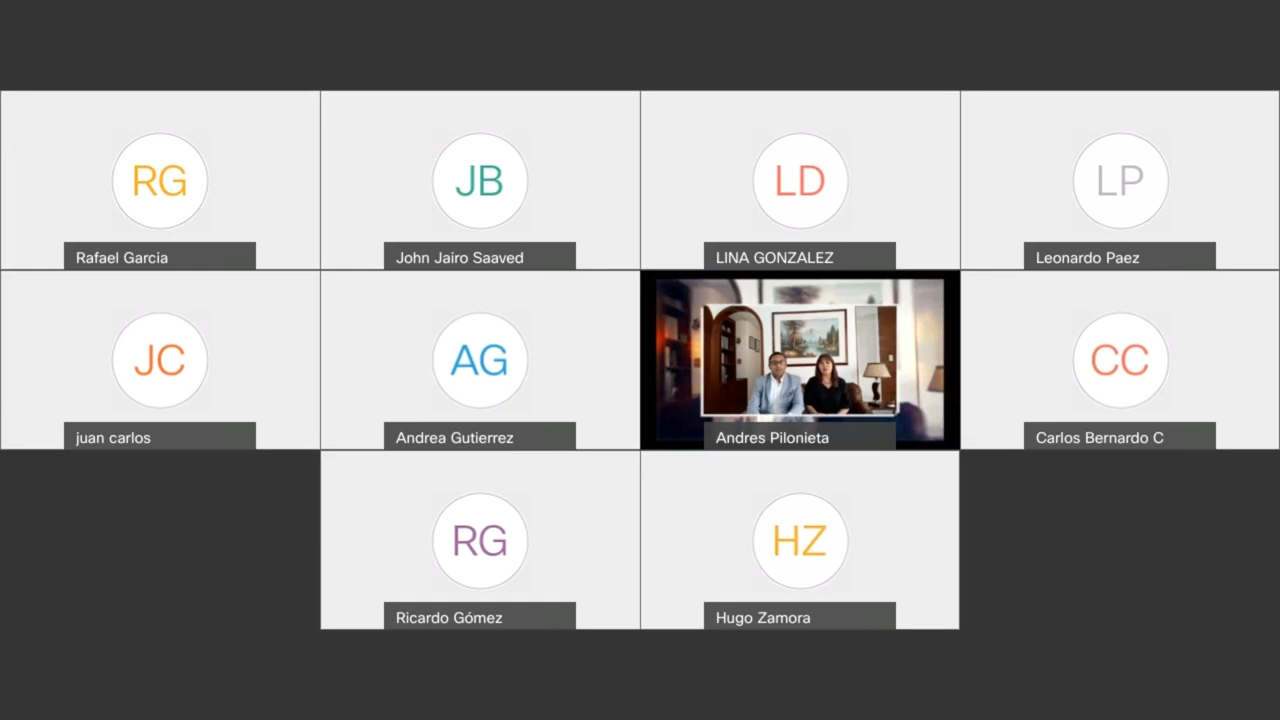 RG
Rafael Garcia
JB
John Jairo Saaved
LD
LINA GONZALEZ
LP
Leonardo Paez
JC
juan carlos
AG
Andrea Gutierrez
Andres Pilonieta
CC
Carlos Bernardo C
RG
Ricardo Gómez
HZ
Hugo Zamora